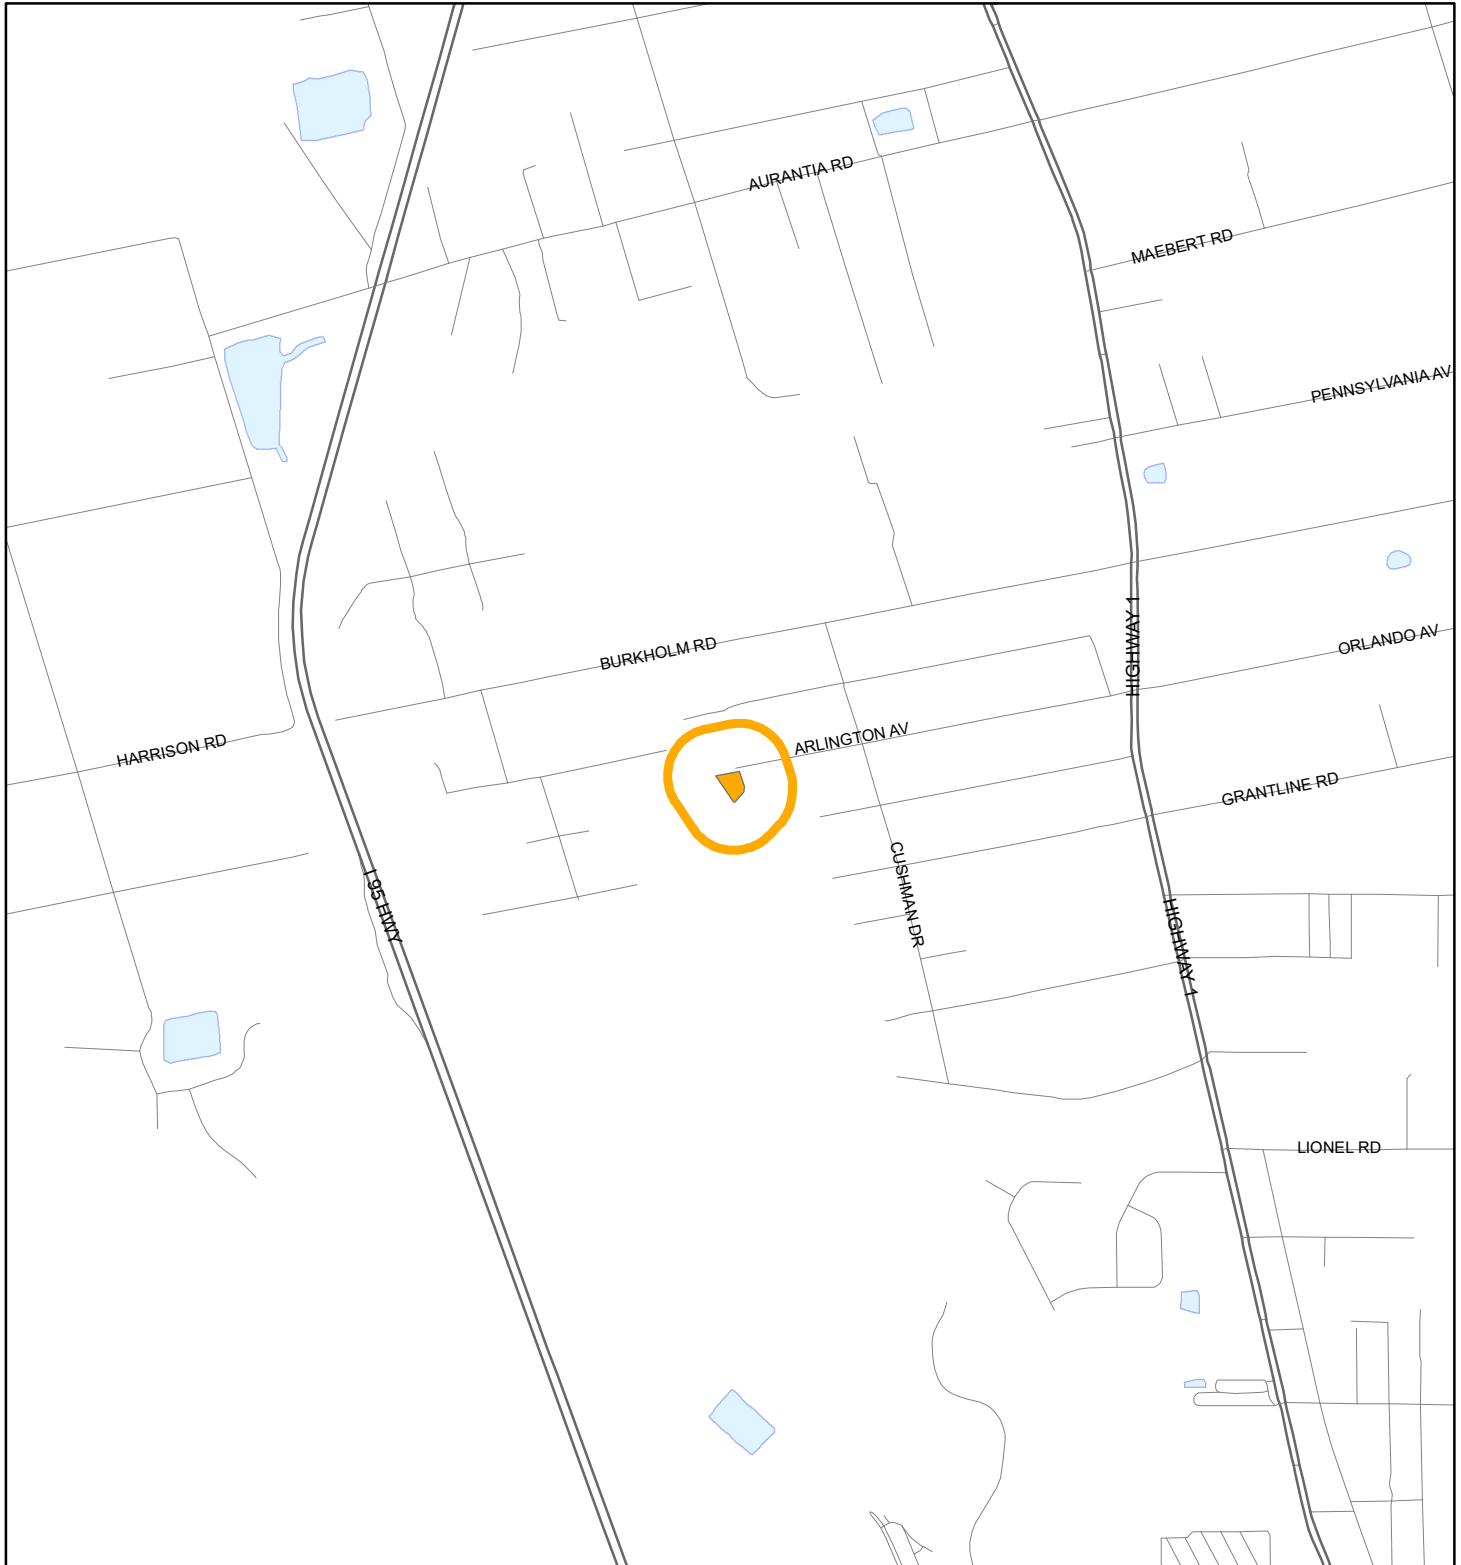 AURANTIA RD
MAEBERT RD
PENNSYLVANIA AV
BURKHOLM RD
HIGHWAY 1
ORLANDO AV
HARRISON RD
ARLINGTON AV
GRANTLINE RD
CUSHMAN DR
I 95 HWY
HIGHWAY 1
LIONEL RD